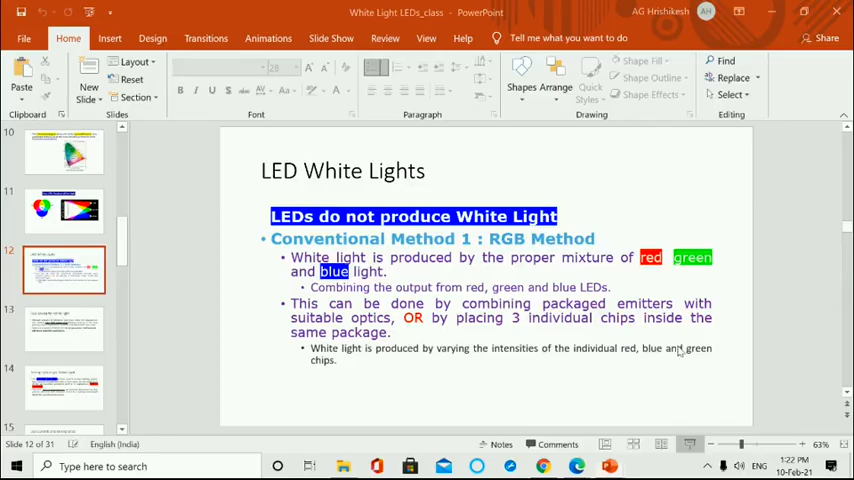 White Light LEDs_class - PowerPoint
AG Hrishikesh AH
File Home Insert Design Transitions Animations Slide Show Review View Help Tell me what you want to do Share
Paste
New
Slide
Layout
Reset
Section
28
B I U S abc AV Aa A
Shapes Arrange Quick
Styles
Shape Fill
Shape Outline
Shape Effects
Find
Replace
Select
Clipboard Slides Font Paragraph Drawing Editing
10
11
12
13
14
15
LED White Lights
LEDs do not produce White Light
• Conventional Method 1 : RGB Method
• White light is produced by the proper mixture of red green
and blue light.
• Combining the output from red, green and blue LEDs.
• This can be done by combining packaged emitters with
suitable optics, OR by placing 3 individual chips inside the
same package.
• White light is produced by varying the intensities of the individual red, blue and green
chips.
Slide 12 of 31 English (India) Notes Comments 63%
Type here to search
ENG
1:22 PM
10-Feb-21